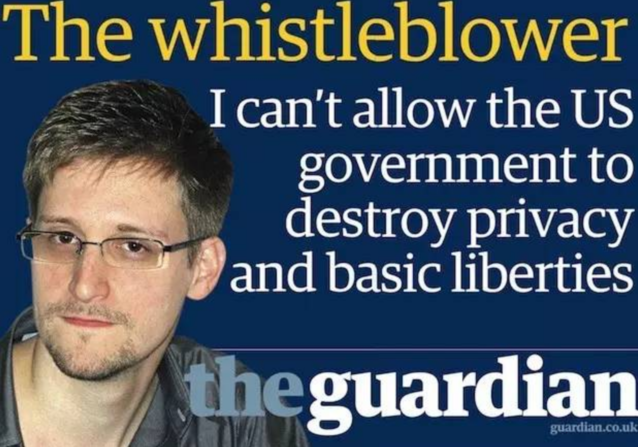 The whistleblower
I can't allow the US
government to
destroy privacy
and basic liberties
theguardian
guardian.co.uk